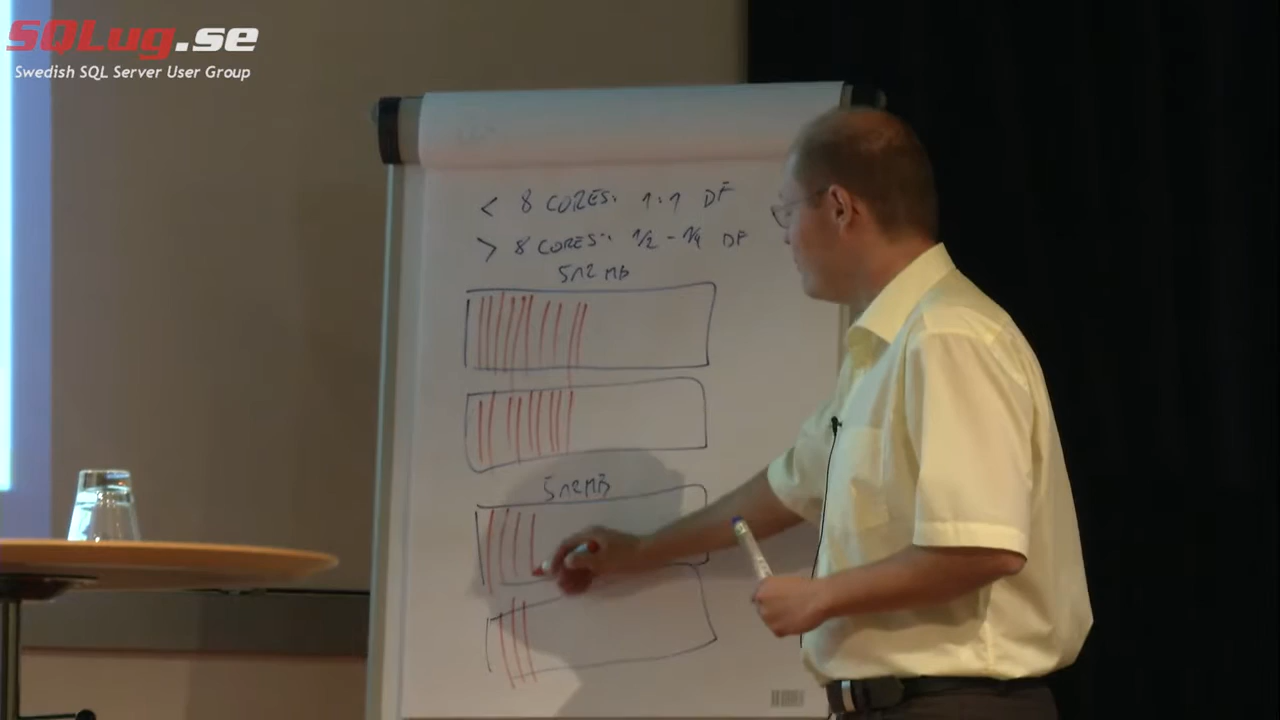 SQLug.se
Swedish SQL Server User Group
< 8 CORES: 1:1 DF
> 8 CORES: 1/2 - 1/4 DF
512 MB
512 MB